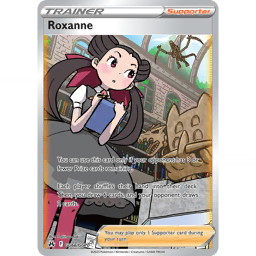 TRAINER
Supporter
Roxanne
You can use this card only if your opponent has 3 or
fewer Prize cards remaining.
Each player shuffles their hand into their deck.
Then, you draw 6 cards, and your opponent draws
2 cards.
You may play only 1 Supporter card during
your turn.